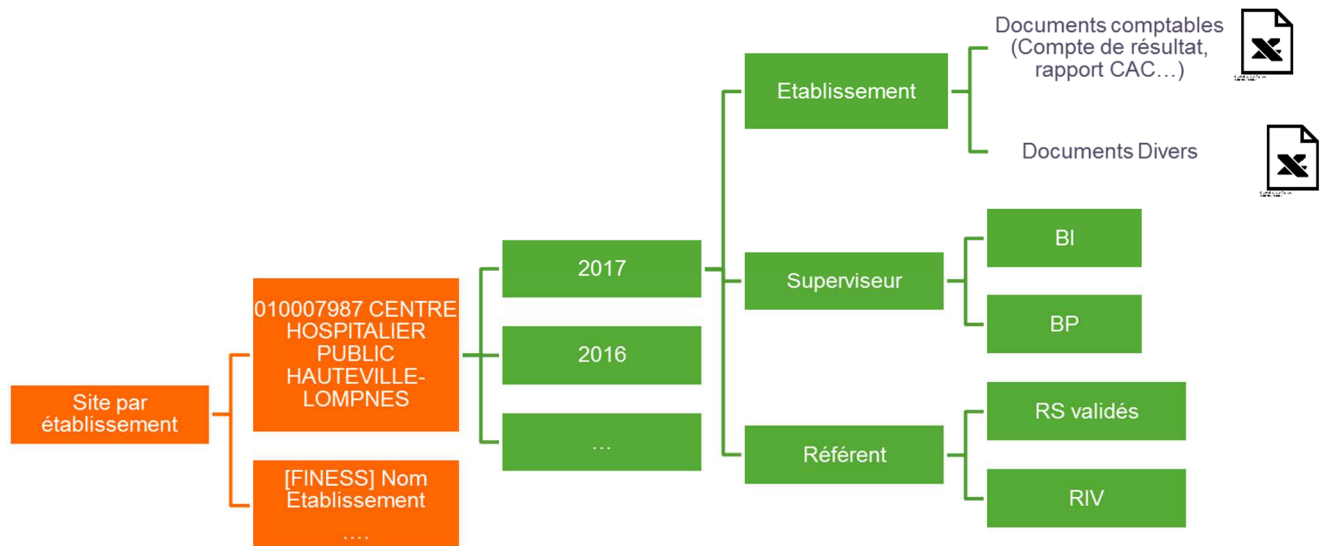 Documents comptables
(Compte de résultat,
rapport CAC…)
Etablissement
Documents Divers
BI
2017
Superviseur
010007987 CENTRE
HOSPITALIER
PUBLIC
HAUTEVILLE-
LOMPNES
BP
2016
Site par
établissement
RS validés
…
Référent
[FINESS] Nom
Etablissement
....
RIV